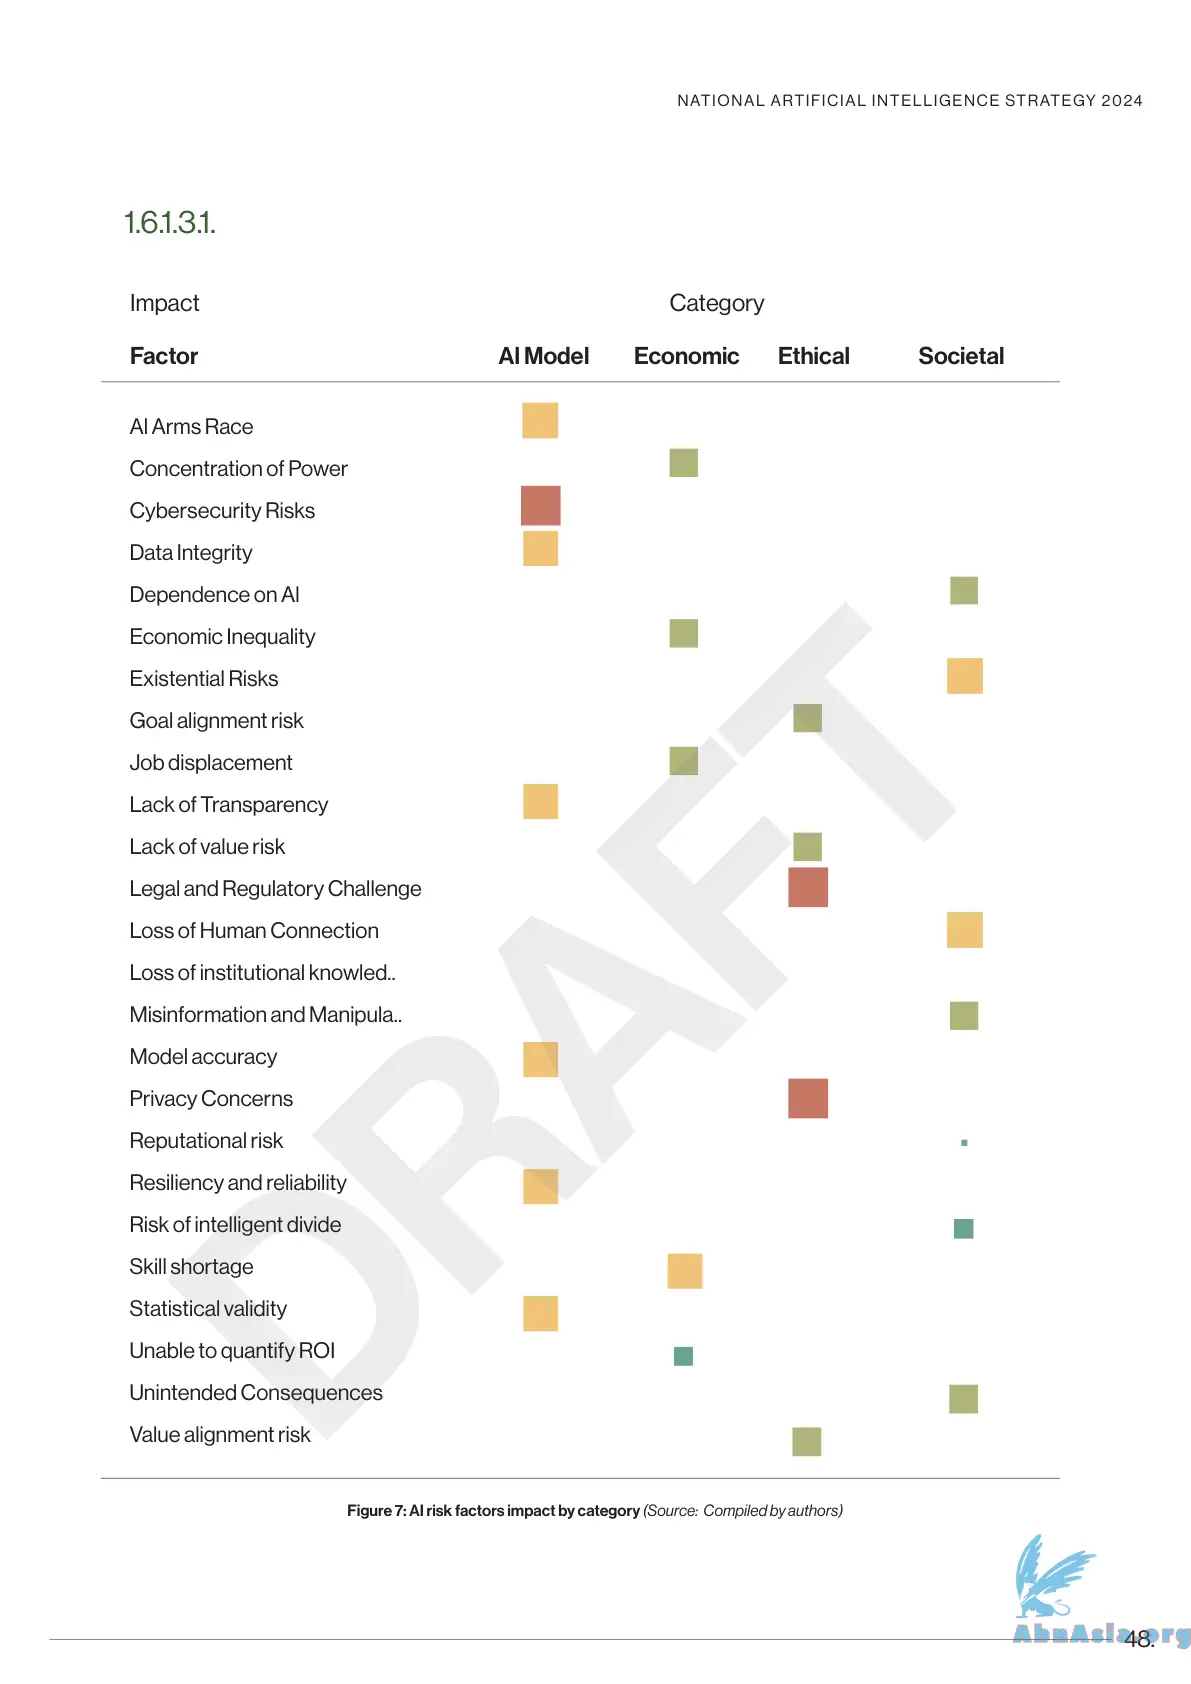 NATIONAL ARTIFICIAL INTELLIGENCE STRATEGY 2024
1.6.1.3.1.
Impact Category
Factor AI Model Economic Ethical Societal
AI Arms Race
Concentration of Power
Cybersecurity Risks
Data Integrity
Dependence on AI
Economic Inequality
Existential Risks
Goal alignment risk
Job displacement
Lack of Transparency
Lack of value risk
Legal and Regulatory Challenge
Loss of Human Connection
Loss of institutional knowled..
Misinformation and Manipula..
Model accuracy
Privacy Concerns
Reputational risk
Resiliency and reliability
Risk of intelligent divide
Skill shortage
Statistical validity
Unable to quantify ROI
Unintended Consequences
Value alignment risk
DRAFT
Figure 7: AI risk factors impact by category (Source: Compiled by authors)
AbnAsia.org
48.